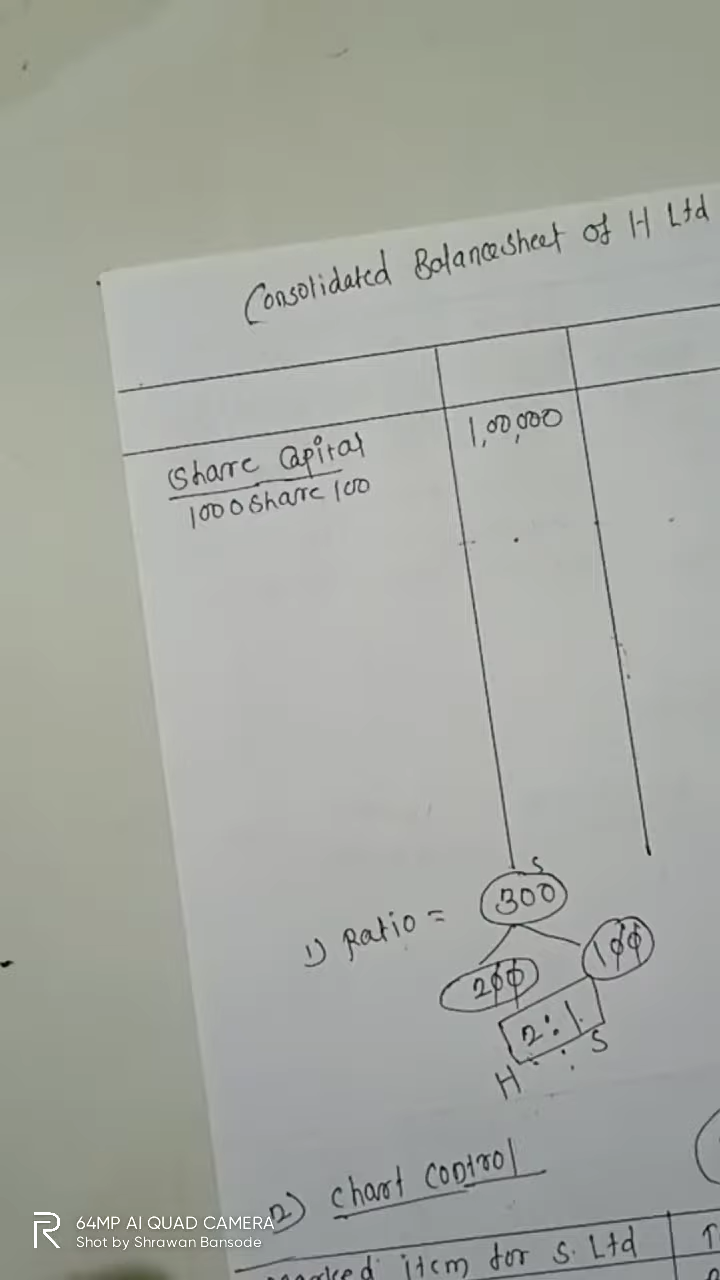 Consolidated Balancesheet of H Ltd
Share Capital
1,00,000
1000 Share 100
1) Ratio =
S
300
200
100
2:1
H : S
2) Chart Control
item for S. Ltd
64MP AI QUAD CAMERA
Shot by Shrawan Bansode